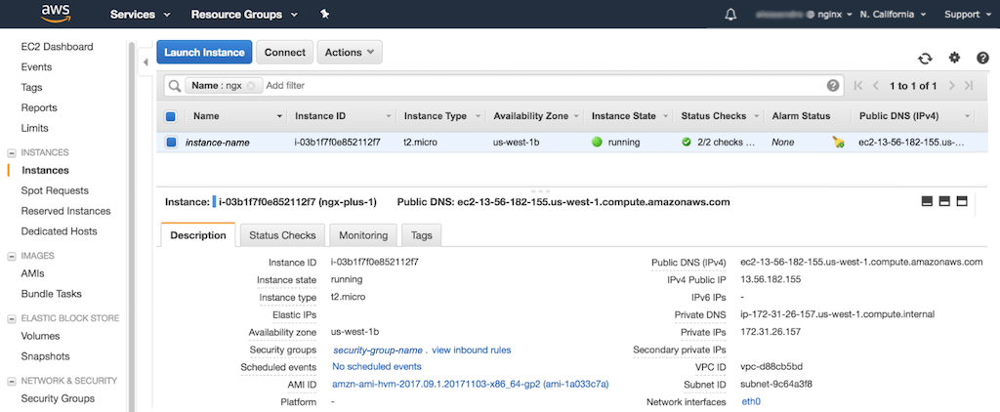 aws Services Resource Groups @ nginx N. California Support
EC2 Dashboard
Events
Tags
Reports
Limits
INSTANCES
Instances
Spot Requests
Reserved Instances
Dedicated Hosts
IMAGES
AMIs
Bundle Tasks
ELASTIC BLOCK STORE
Volumes
Snapshots
NETWORK & SECURITY
Security Groups
Launch Instance Connect Actions
Name : ngx Add filter 1 to 1 of 1
Name Instance ID Instance Type Availability Zone Instance State Status Checks Alarm Status Public DNS (IPv4)
instance-name i-03b1f7f0e852112f7 t2.micro us-west-1b running 2/2 checks ... None ec2-13-56-182-155.us-...
Instance: i-03b1f7f0e852112f7 (ngx-plus-1) Public DNS: ec2-13-56-182-155.us-west-1.compute.amazonaws.com
Description Status Checks Monitoring Tags
Instance ID i-03b1f7f0e852112f7 Public DNS (IPv4) ec2-13-56-182-155.us-west-1.compute.amazonaws.com
Instance state running IPv4 Public IP 13.56.182.155
Instance type t2.micro IPv6 IPs -
Elastic IPs Private DNS ip-172-31-26-157.us-west-1.compute.internal
Availability zone us-west-1b Private IPs 172.31.26.157
Security groups security-group-name . view inbound rules Secondary private IPs
Scheduled events No scheduled events VPC ID vpc-d88cb5bd
AMI ID amzn-ami-hvm-2017.09.1.20171103-x86_64-gp2 (ami-1a033c7a) Subnet ID subnet-9c64a3f8
Platform - Network interfaces eth0